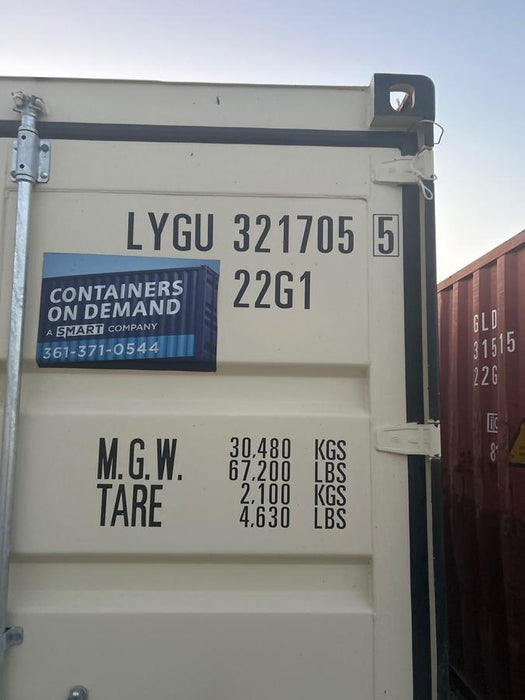 LYGU 321705 5
22G1
CONTAINERS
ON DEMAND
A SMART COMPANY
361-371-0544
M.G.W. 30,480 KGS
67,200 LBS
TARE 2,100 KGS
4,630 LBS
GLD
31515
22G